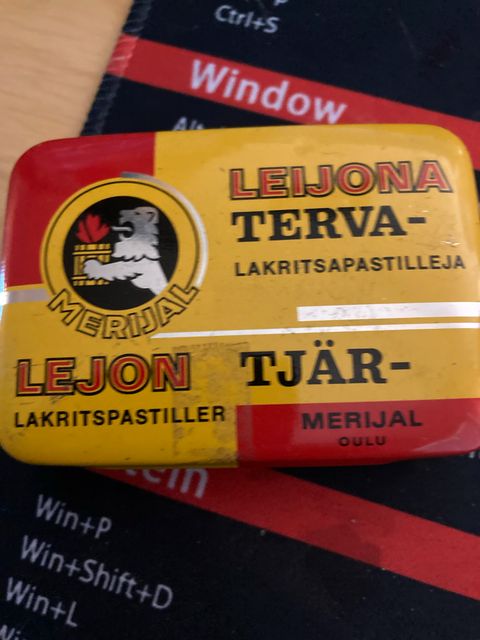 Ctrl+S
Window
LEIJONA
TERVA-
LAKRITSAPASTILLEJA
MERIJAL
LEJON
TJÄR-
LAKRITSPASTILLER
MERIJAL
OULU
Win+P
Win+Shift+D
Win+L